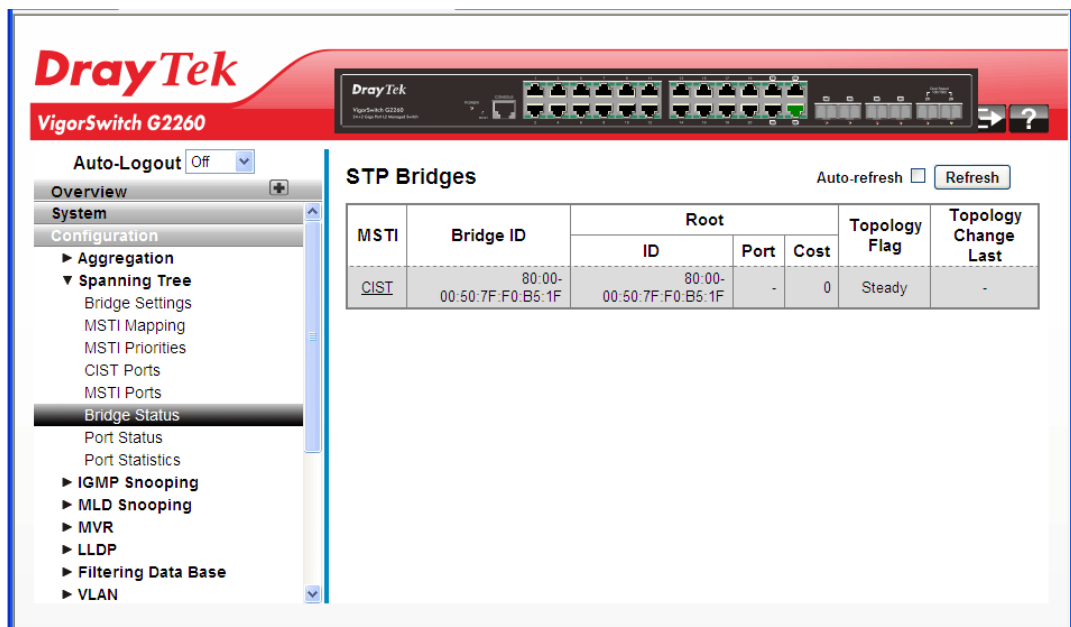 DrayTek
VigorSwitch G2260
DrayTek
VigorSwitch G2260
POWER
CONSOLE
?
Auto-Logout Off
Overview
System
Configuration
► Aggregation
▼ Spanning Tree
Bridge Settings
MSTI Mapping
MSTI Priorities
CIST Ports
MSTI Ports
Bridge Status
Port Status
Port Statistics
► IGMP Snooping
► MLD Snooping
► MVR
► LLDP
► Filtering Data Base
► VLAN
STP Bridges
Auto-refresh Refresh
MSTI Bridge ID Root Topology Flag Topology Change Last
ID Port Cost
CIST 80:00-00:50:7F:F0:B5:1F 80:00-00:50:7F:F0:B5:1F - 0 Steady -